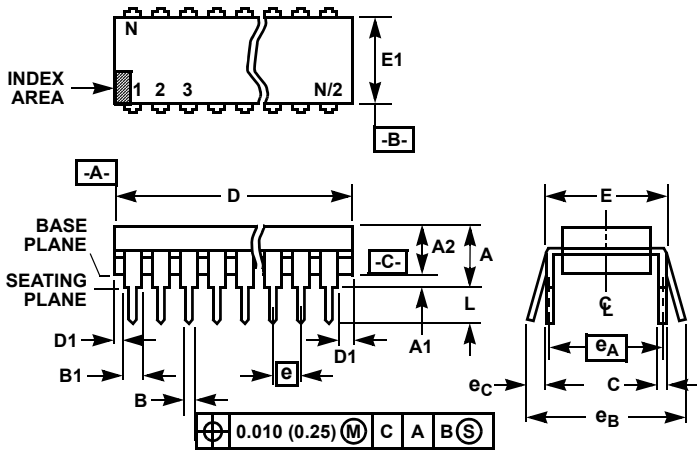 N
INDEX
AREA
1 2 3 N/2
E1
-B-
-A-
D
E
BASE
PLANE
A2
A
-C-
SEATING
PLANE
L
C
L
D1
A1
D1
eA
B1
e
eC
C
B
eB
0.010 (0.25) M C A B S